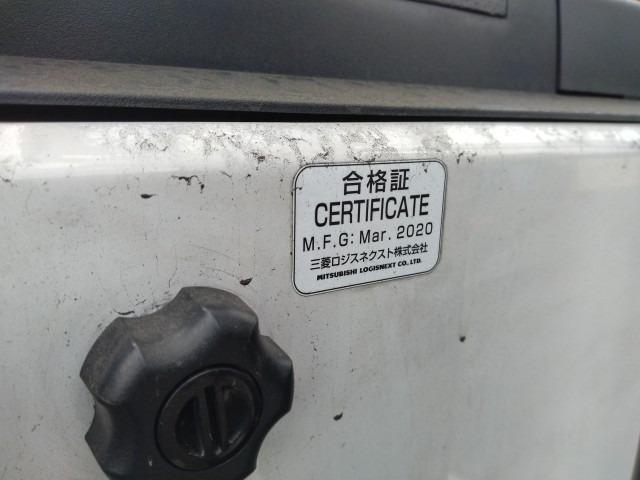 合格証
CERTIFICATE
M.F.G: Mar. 2020
三菱ロジスネクスト株式会社
MITSUBISHI LOGISNEXT CO., LTD.